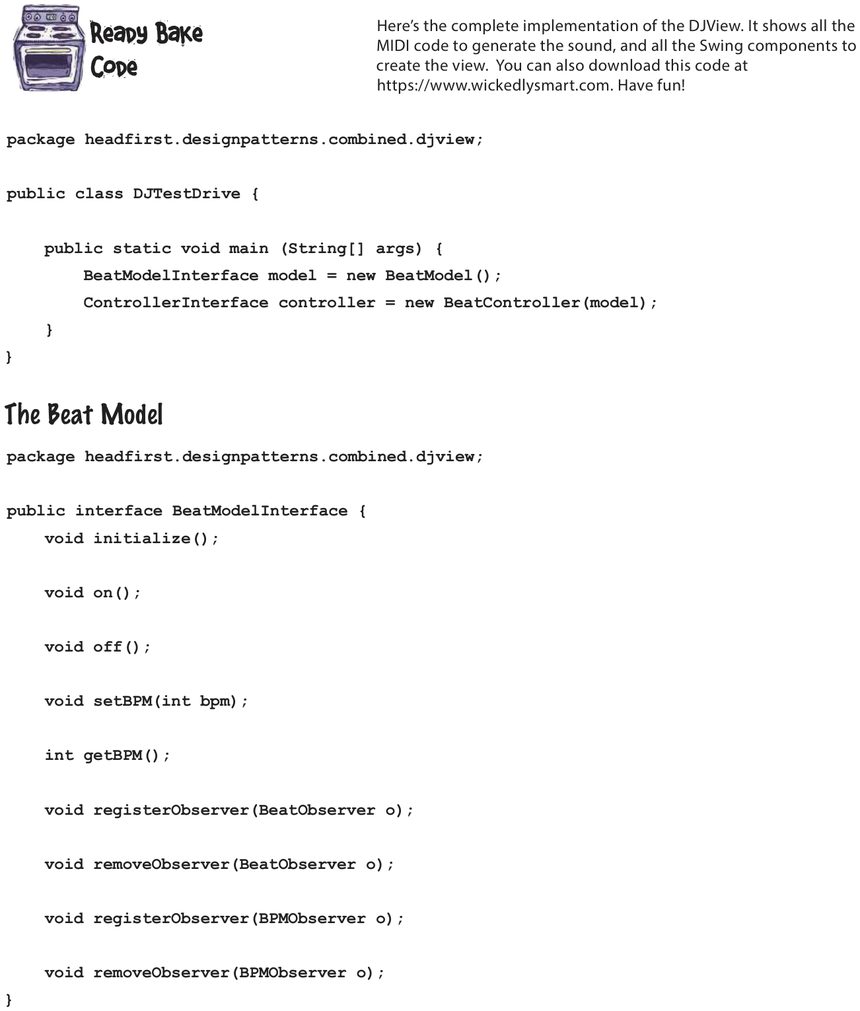 Ready Bake
Code
Here's the complete implementation of the DJView. It shows all the
MIDI code to generate the sound, and all the Swing components to
create the view.  You can also download this code at
https://www.wickedlysmart.com. Have fun!
package headfirst.designpatterns.combined.djview;
public class DJTestDrive {
    public static void main (String[] args) {
        BeatModelInterface model = new BeatModel();
        ControllerInterface controller = new BeatController(model);
    }
}
The Beat Model
package headfirst.designpatterns.combined.djview;
public interface BeatModelInterface {
    void initialize();
    void on();
    void off();
    void setBPM(int bpm);
    int getBPM();
    void registerObserver(BeatObserver o);
    void removeObserver(BeatObserver o);
    void registerObserver(BPMObserver o);
    void removeObserver(BPMObserver o);
}